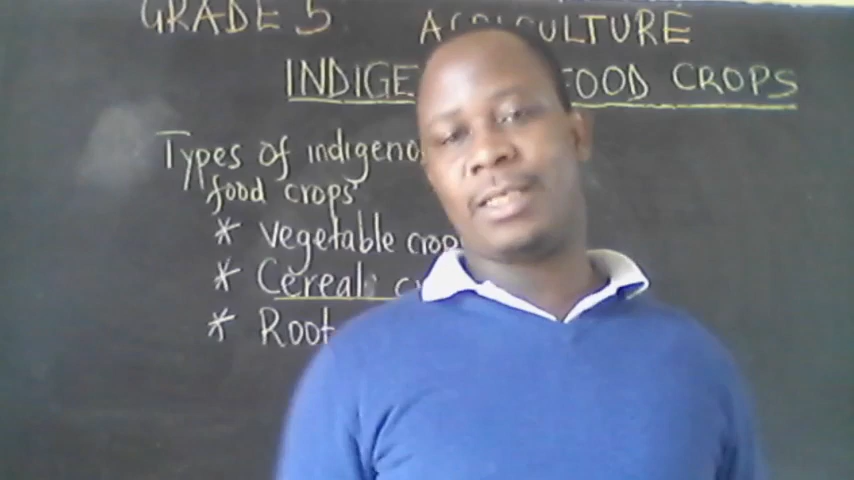 GRADE 5 AGRICULTURE
INDIGE FOOD CROPS
Types of indigeno
food crops
* Vegetable crop
* Cereal c
* Root